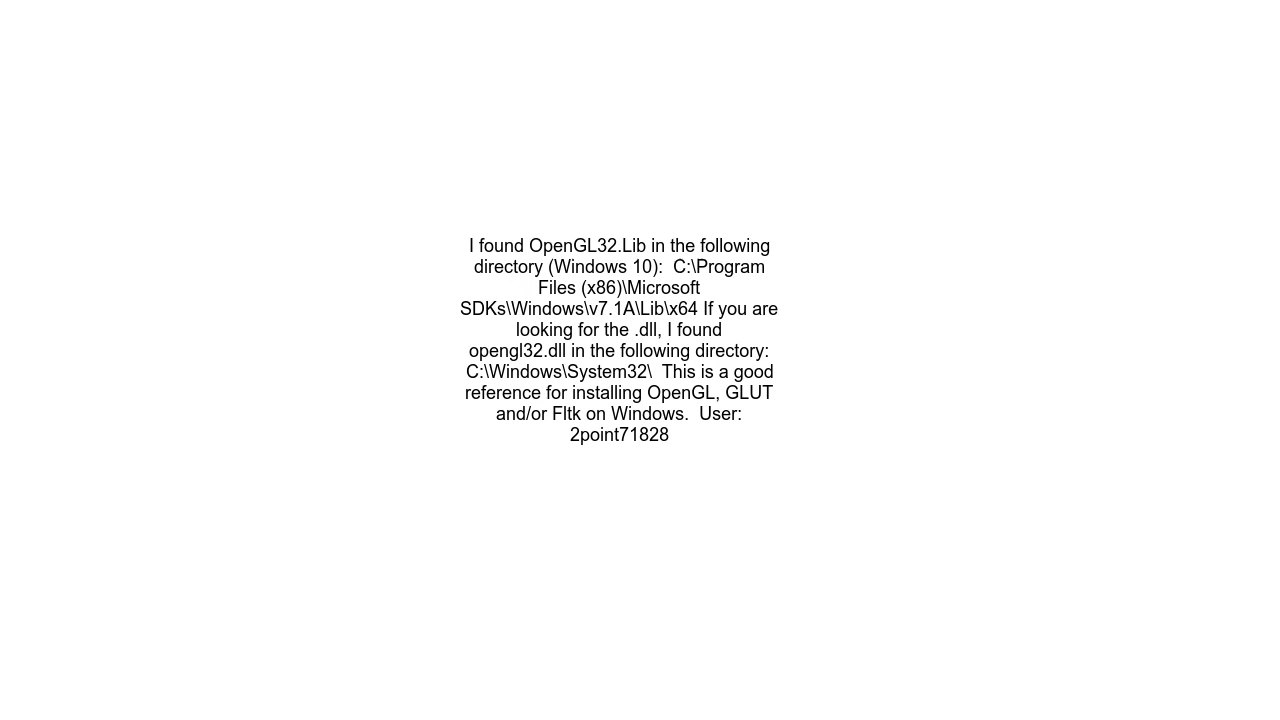 I found OpenGL32.Lib in the following
directory (Windows 10):  C:\Program
Files (x86)\Microsoft
SDKs\Windows\v7.1A\Lib\x64 If you are
looking for the .dll, I found
opengl32.dll in the following directory:
C:\Windows\System32\  This is a good
reference for installing OpenGL, GLUT
and/or Fltk on Windows.  User:
2point71828